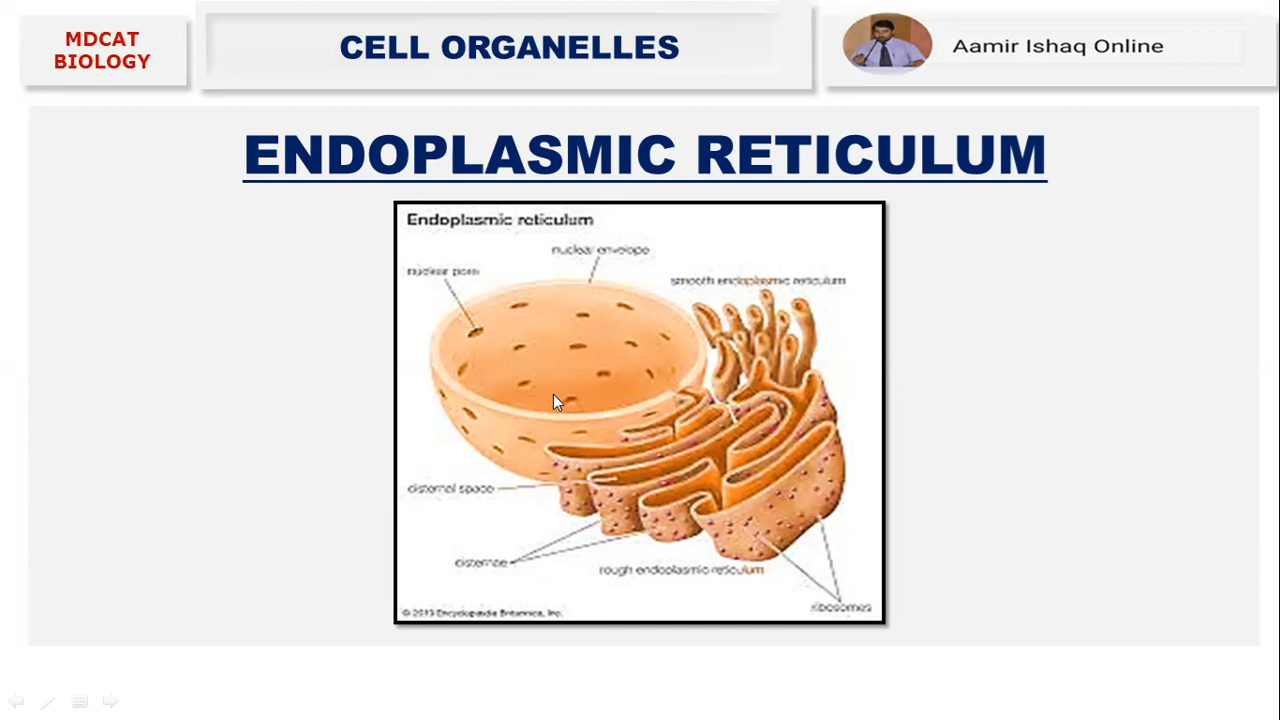 MDCAT
BIOLOGY
CELL ORGANELLES
Aamir Ishaq Online
ENDOPLASMIC RETICULUM
Endoplasmic reticulum
nuclear envelope
nuclear pore
smooth endoplasmic reticulum
cisternal space
cisternae
rough endoplasmic reticulum
ribosomes
© 2013 Encyclopædia Britannica, Inc.